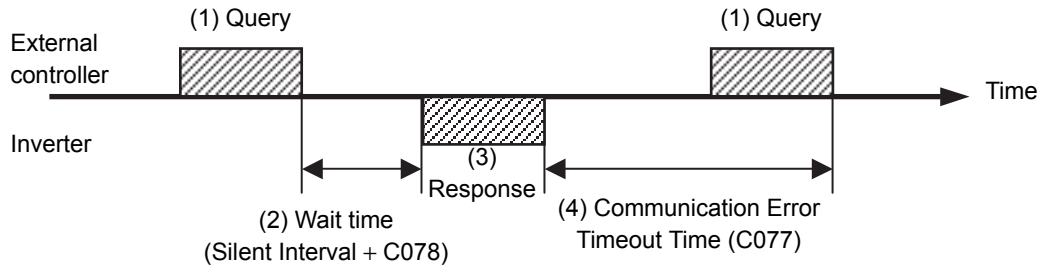 (1) Query
(1) Query
External
controller
Time
Inverter
(3)
Response
(2) Wait time
(Silent Interval + C078)
(4) Communication Error
Timeout Time (C077)